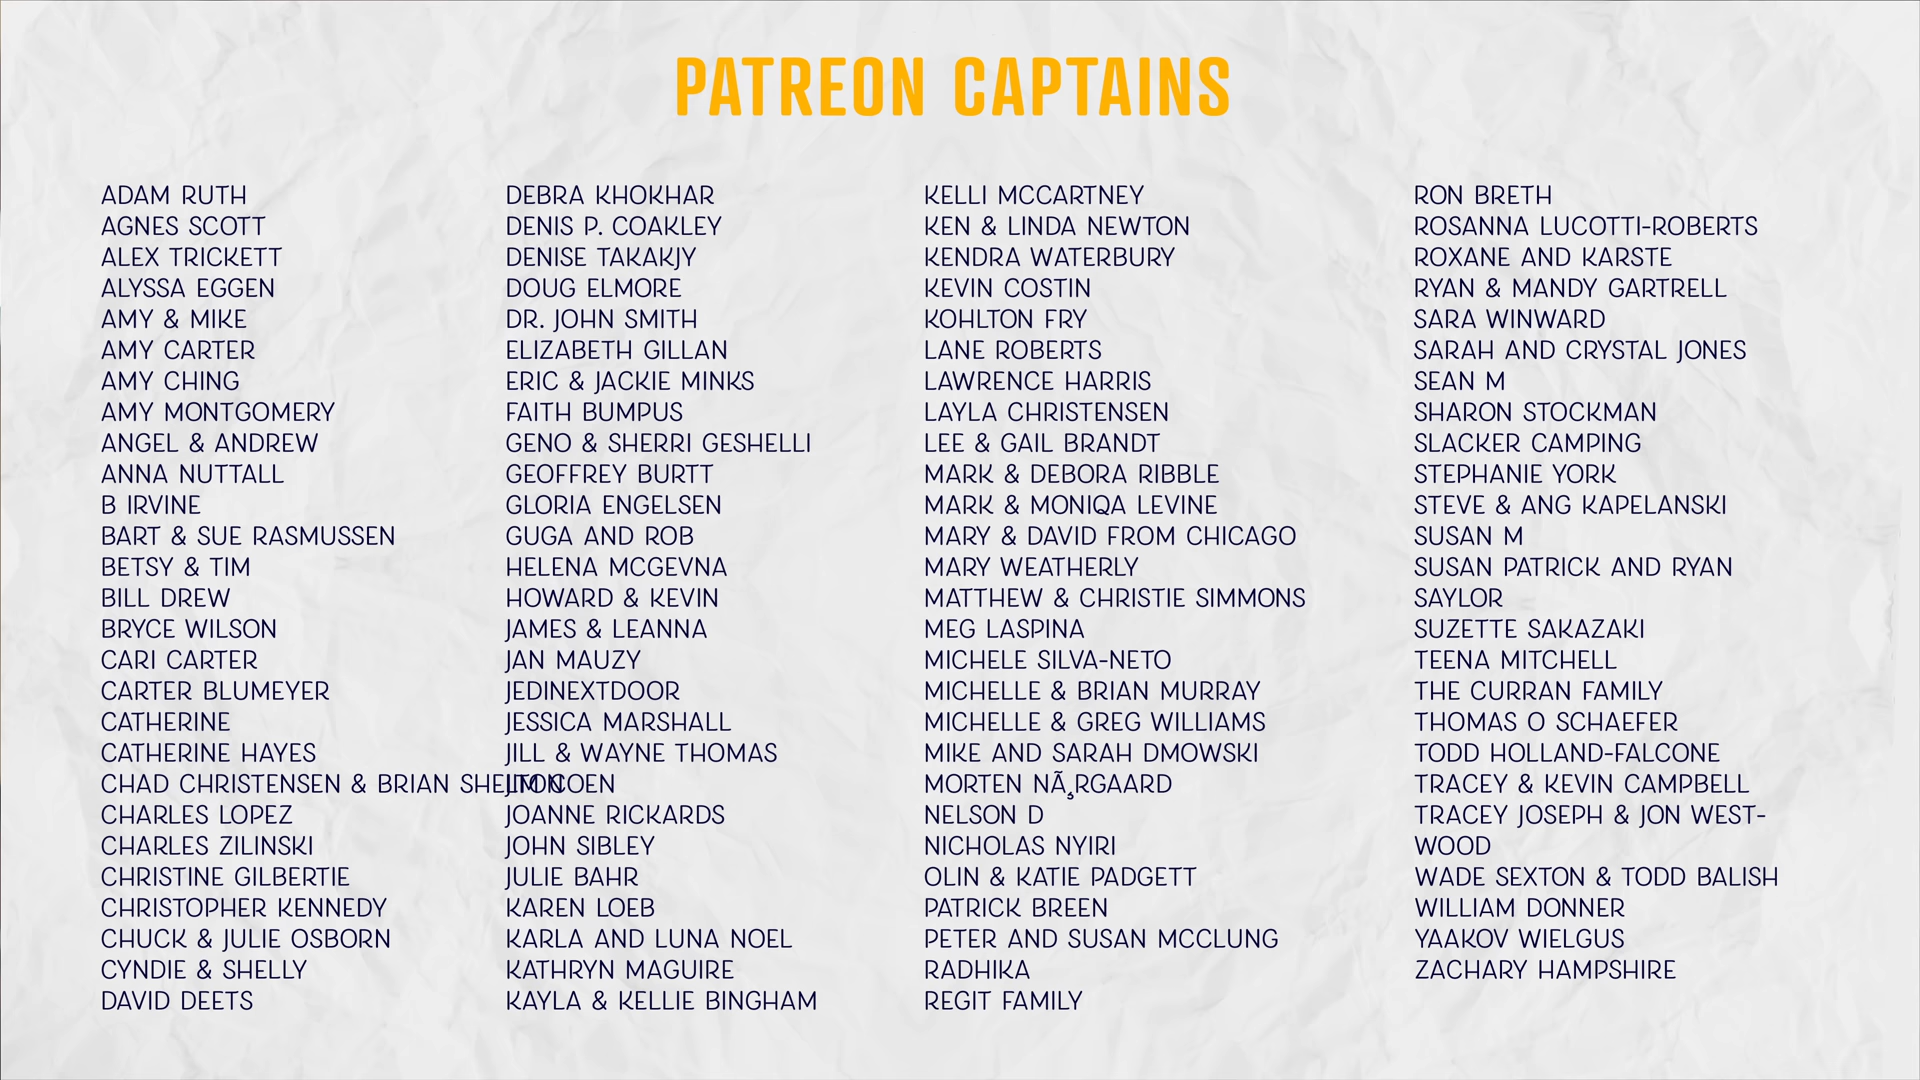 PATREON CAPTAINS
ADAM RUTH
AGNES SCOTT
ALEX TRICKETT
ALYSSA EGGEN
AMY & MIKE
AMY CARTER
AMY CHING
AMY MONTGOMERY
ANGEL & ANDREW
ANNA NUTTALL
B IRVINE
BART & SUE RASMUSSEN
BETSY & TIM
BILL DREW
BRYCE WILSON
CARI CARTER
CARTER BLUMEYER
CATHERINE
CATHERINE HAYES
CHAD CHRISTENSEN & BRIAN SHELTON
CHARLES LOPEZ
CHARLES ZILINSKI
CHRISTINE GILBERTIE
CHRISTOPHER KENNEDY
CHUCK & JULIE OSBORN
CYNDIE & SHELLY
DAVID DEETS
DEBRA KHOKHAR
DENIS P. COAKLEY
DENISE TAKAKJY
DOUG ELMORE
DR. JOHN SMITH
ELIZABETH GILLAN
ERIC & JACKIE MINKS
FAITH BUMPUS
GENO & SHERRI GESHELLI
GEOFFREY BURTT
GLORIA ENGELSEN
GUGA AND ROB
HELENA MCGEVNA
HOWARD & KEVIN
JAMES & LEANNA
JAN MAUZY
JEDINEXTDOOR
JESSICA MARSHALL
JILL & WAYNE THOMAS
JIM COEN
JOANNE RICKARDS
JOHN SIBLEY
JULIE BAHR
KAREN LOEB
KARLA AND LUNA NOEL
KATHRYN MAGUIRE
KAYLA & KELLIE BINGHAM
KELLI MCCARTNEY
KEN & LINDA NEWTON
KENDRA WATERBURY
KEVIN COSTIN
KOHLTON FRY
LANE ROBERTS
LAWRENCE HARRIS
LAYLA CHRISTENSEN
LEE & GAIL BRANDT
MARK & DEBORA RIBBLE
MARK & MONIQA LEVINE
MARY & DAVID FROM CHICAGO
MARY WEATHERLY
MATTHEW & CHRISTIE SIMMONS
MEG LASPINA
MICHELE SILVA-NETO
MICHELLE & BRIAN MURRAY
MICHELLE & GREG WILLIAMS
MIKE AND SARAH DMOWSKI
MORTEN NÃ¸RGAARD
NELSON D
NICHOLAS NYIRI
OLIN & KATIE PADGETT
PATRICK BREEN
PETER AND SUSAN MCCLUNG
RADHIKA
REGIT FAMILY
RON BRETH
ROSANNA LUCOTTI-ROBERTS
ROXANE AND KARSTE
RYAN & MANDY GARTRELL
SARA WINWARD
SARAH AND CRYSTAL JONES
SEAN M
SHARON STOCKMAN
SLACKER CAMPING
STEPHANIE YORK
STEVE & ANG KAPELANSKI
SUSAN M
SUSAN PATRICK AND RYAN
SAYLOR
SUZETTE SAKAZAKI
TEENA MITCHELL
THE CURRAN FAMILY
THOMAS O SCHAEFER
TODD HOLLAND-FALCONE
TRACEY & KEVIN CAMPBELL
TRACEY JOSEPH & JON WEST-
WOOD
WADE SEXTON & TODD BALISH
WILLIAM DONNER
YAAKOV WIELGUS
ZACHARY HAMPSHIRE